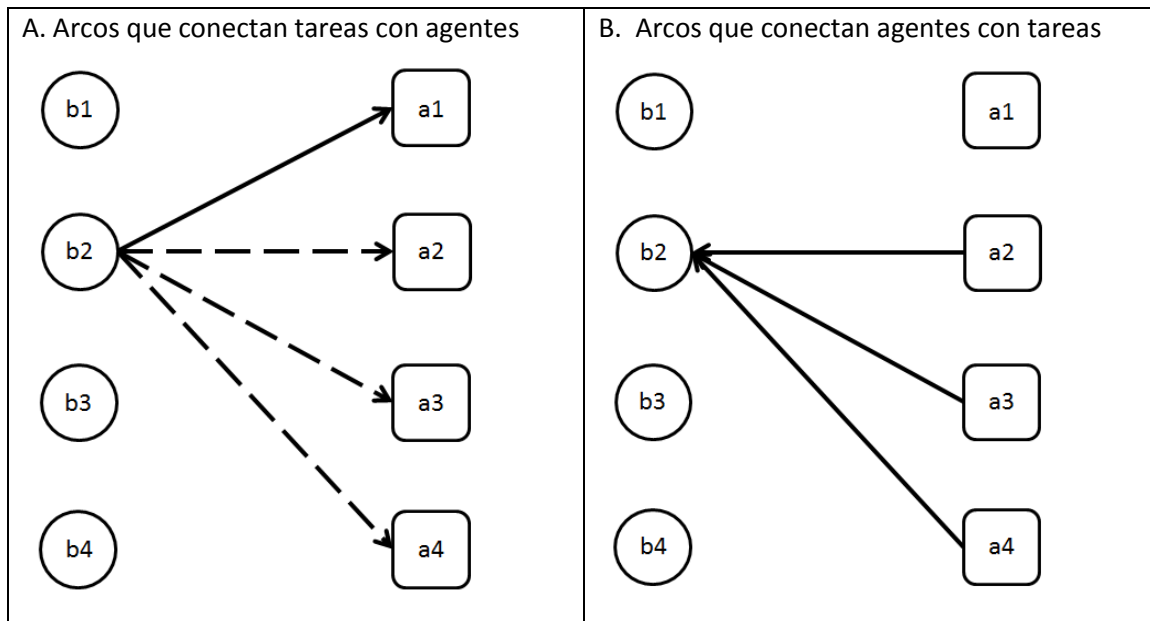 A. Arcos que conectan tareas con agentes
b1
a1
b2
a2
b3
a3
b4
a4
B. Arcos que conectan agentes con tareas
b1
a1
b2
a2
b3
a3
b4
a4